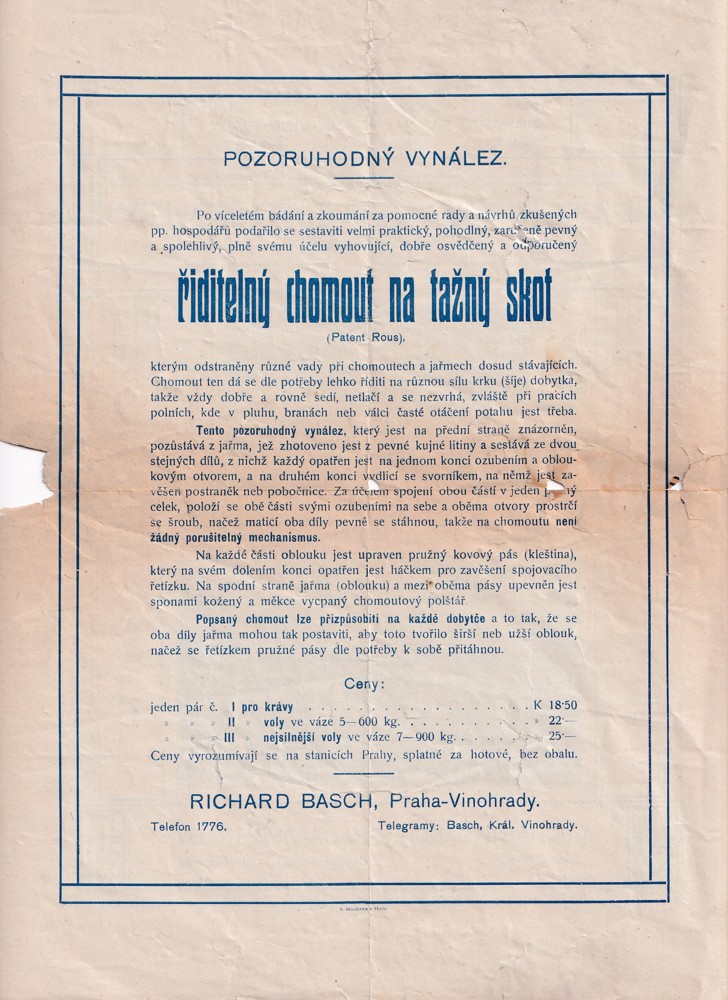 POZORUHODNÝ VYNÁLEZ.
Po víceletém bádání a zkoumání za pomocné rady a návrhů zkušených
pp. hospodářů podařilo se sestaviti velmi praktický, pohodlný, zaručeně pevný
a spolehlivý, plně svému účelu vyhovující, dobře osvědčený a odporučený
řiditelný chomout na tažný skot
(Patent Rous),
kterým odstraněny různé vady při chomoutech a jařmech dosud stávajících.
Chomout ten dá se dle potřeby lehko říditi na různou sílu krku (šíje) dobytka,
takže vždy dobře a rovně sedí, netlačí a se nezvrhá, zvláště při pracích
polních, kde v pluhu, branách neb válci časté otáčení potahu jest třeba.
Tento pozoruhodný vynález, který jest na přední straně znázorněn,
pozůstává z jařma, jež zhotoveno jest z pevné kujné litiny a sestává ze dvou
stejných dílů, z nichž každý opatřen jest na jednom konci ozubením a oblou-
kovým otvorem, a na druhém konci vidlicí se svorníkem, na němž jest za-
věšen postraněk neb pobočnice. Za účelem spojení obou částí v jeden
celek, položí se obě části svými ozubeními na sebe a oběma otvory prostrčí
se šroub, načež maticí oba díly pevně se stáhnou, takže na chomoutu není
žádný porušitelný mechanismus.
Na každé části oblouku jest upraven pružný kovový pás (kleština),
který na svém dolením konci opatřen jest háčkem pro zavěšení spojovacího
řetízku. Na spodní straně jařma (oblouku) a mezi oběma pásy upevněn jest
sponami kožený a měkce vycpaný chomoutový polštář
Popsaný chomout lze přizpůsobiti na každé dobytče a to tak, že se
oba díly jařma mohou tak postaviti, aby toto tvořilo širší neb užší oblouk,
načež se řetízkem pružné pásy dle potřeby k sobě přitáhnou.
Ceny:
jeden pár č. I pro krávy . . . . . . . . . . . . . . . . . . K 18·50
» » » II » voly ve váze 5—600 kg. . . . . . . . . . » 22·—
» » » III » nejsilnější voly ve váze 7—900 kg. . . . . . » 25·—
Ceny vyrozumívají se na stanicích Prahy, splatné za hotové, bez obalu.
RICHARD BASCH, Praha-Vinohrady.
Telefon 1776. Telegramy: Basch, Král. Vinohrady.